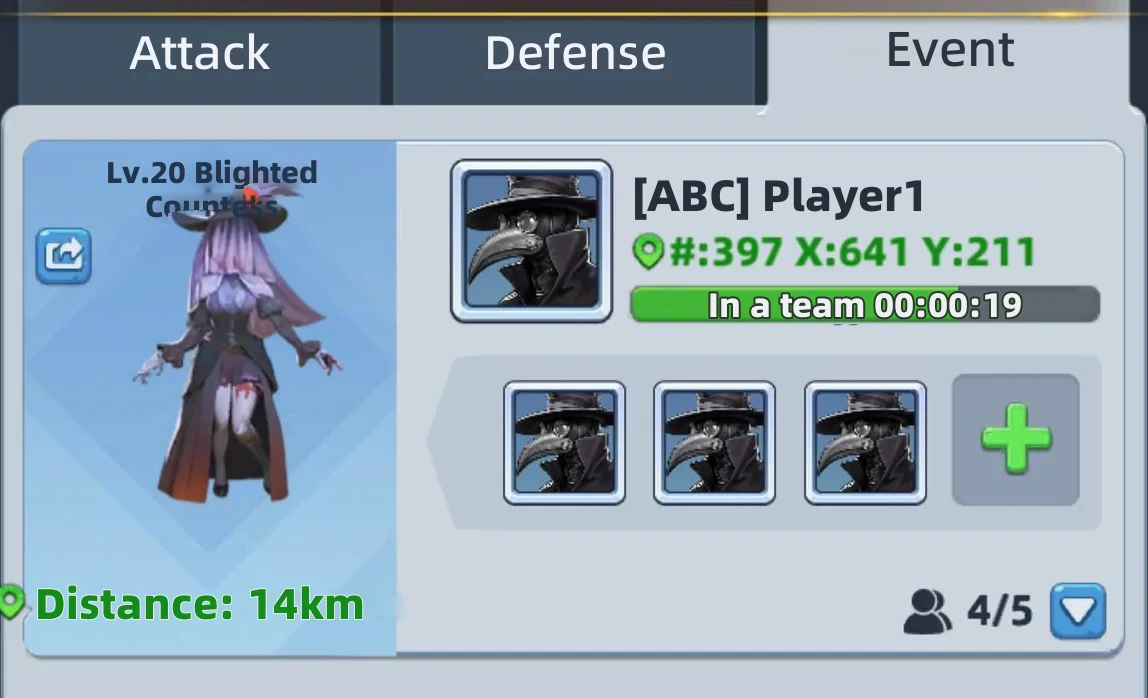 Attack
Defense
Event
Lv.20 Blighted
Countess
[ABC] Player1
#:397 X:641 Y:211
In a team 00:00:19
Distance: 14km
4/5